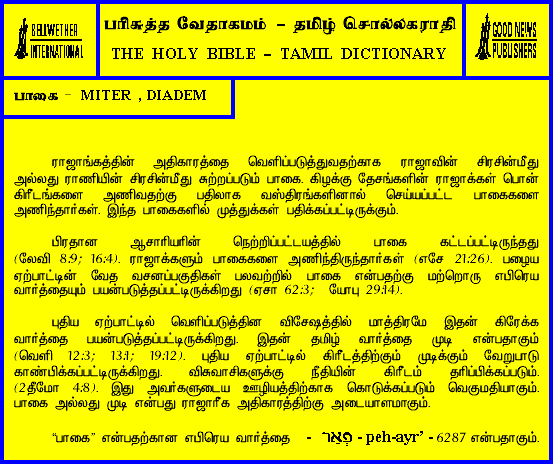 BELLWETHER
INTERNATIONAL
பரிசுத்த வேதாகமம் – தமிழ் சொல்லகராதி
THE HOLY BIBLE – TAMIL DICTIONARY
GOOD NEWS
PUBLISHERS
பாகை - MITER , DIADEM
ராஜாங்கத்தின் அதிகாரத்தை வெளிப்படுத்துவதற்காக ராஜாவின் சிரசின்மீது
அல்லது ராணியின் சிரசின்மீது சுற்றப்படும் பாகை. கிழக்கு தேசங்களின் ராஜாக்கள் பொன்
கிரீடங்களை அணிவதற்கு பதிலாக வஸ்திரங்களினால் செய்யப்பட்ட பாகைகளை
அணிந்தார்கள். இந்த பாகைகளில் முத்துக்கள் பதிக்கப்பட்டிருக்கும்.
பிரதான ஆசாரியரின் நெற்றிப்பட்டயத்தில் பாகை கட்டப்பட்டிருந்தது
(லேவி 8:9; 16:4). ராஜாக்களும் பாகைகளை அணிந்திருந்தார்கள் (எசே 21:26). பழைய
ஏற்பாட்டின் வேத வசனப்பகுதிகள் பலவற்றில் பாகை என்பதற்கு மற்றொரு எபிரெய
வார்த்தையும் பயன்படுத்தப்பட்டிருக்கிறது (ஏசா 62:3; யோபு 29:14).
புதிய ஏற்பாட்டில் வெளிப்படுத்தின விசேஷத்தில் மாத்திரமே இதன் கிரேக்க
வார்த்தை பயன்படுத்தப்பட்டிருக்கிறது. இதன் தமிழ் வார்த்தை முடி என்பதாகும்
(வெளி 12:3; 13:1; 19:12). புதிய ஏற்பாட்டில் கிரீடத்திற்கும் முடிக்கும் வேறுபாடு
காண்பிக்கப்பட்டிருக்கிறது. விசுவாசிகளுக்கு நீதியின் கிரீடம் தரிப்பிக்கப்படும்.
(2தீமோ 4:8). இது அவர்களுடைய ஊழியத்திற்காக கொடுக்கப்படும் வெகுமதியாகும்.
பாகை அல்லது முடி என்பது ராஜரீக அதிகாரத்திற்கு அடையாளமாகும்.
“பாகை” என்பதற்கான எபிரெய வார்த்தை - פְּאֵר - peh-ayr’ - 6287 என்பதாகும்.